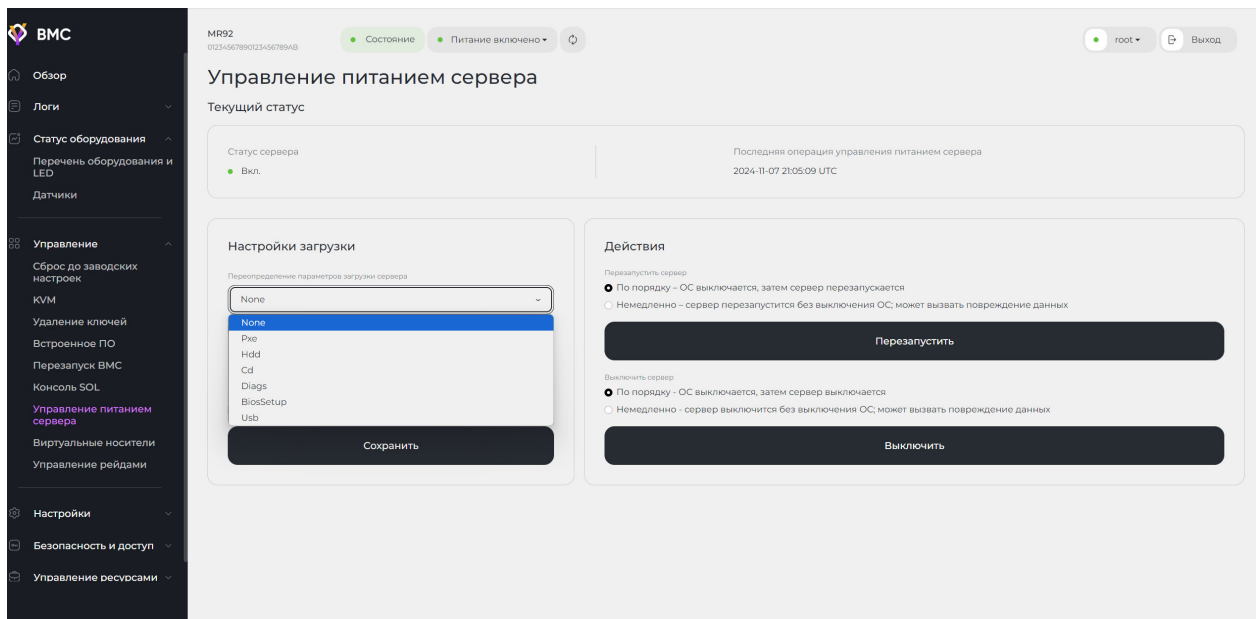 BMC
Обзор
Логи
Статус оборудования
Перечень оборудования и
LED
Датчики
Управление
Сброс до заводских
настроек
KVM
Удаление ключей
Встроенное ПО
Перезапуск BMC
Консоль SOL
Управление питанием
сервера
Виртуальные носители
Управление рейдами
Настройки
Безопасность и доступ
Управление ресурсами
MR92
01234567890123456789AB
Состояние
Питание включено
root
Выход
Управление питанием сервера
Текущий статус
Статус сервера
Вкл.
Последняя операция управления питанием сервера
2024-11-07 21:05:09 UTC
Настройки загрузки
Переопределение параметров загрузки сервера
None
None
Pxe
Hdd
Cd
Diags
BiosSetup
Usb
Сохранить
Действия
Перезапустить сервер
По порядку – ОС выключается, затем сервер перезапускается
Немедленно – сервер перезапустится без выключения ОС; может вызвать повреждение данных
Перезапустить
Выключить сервер
По порядку - ОС выключается, затем сервер выключается
Немедленно - сервер выключится без выключения ОС; может вызвать повреждение данных
Выключить